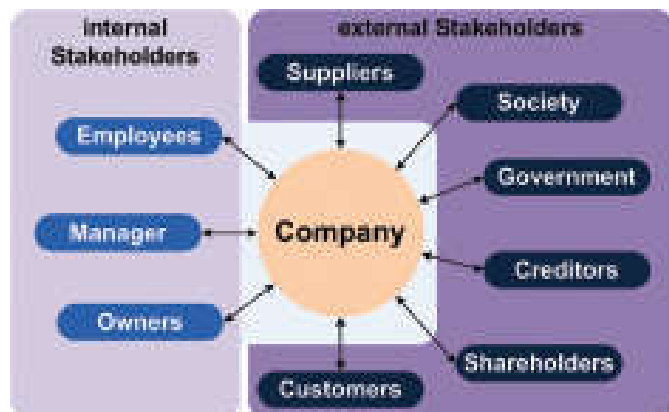 internal
Stakeholders
external Stakeholders
Suppliers
Society
Employees
Government
Manager
Company
Creditors
Owners
Shareholders
Customers